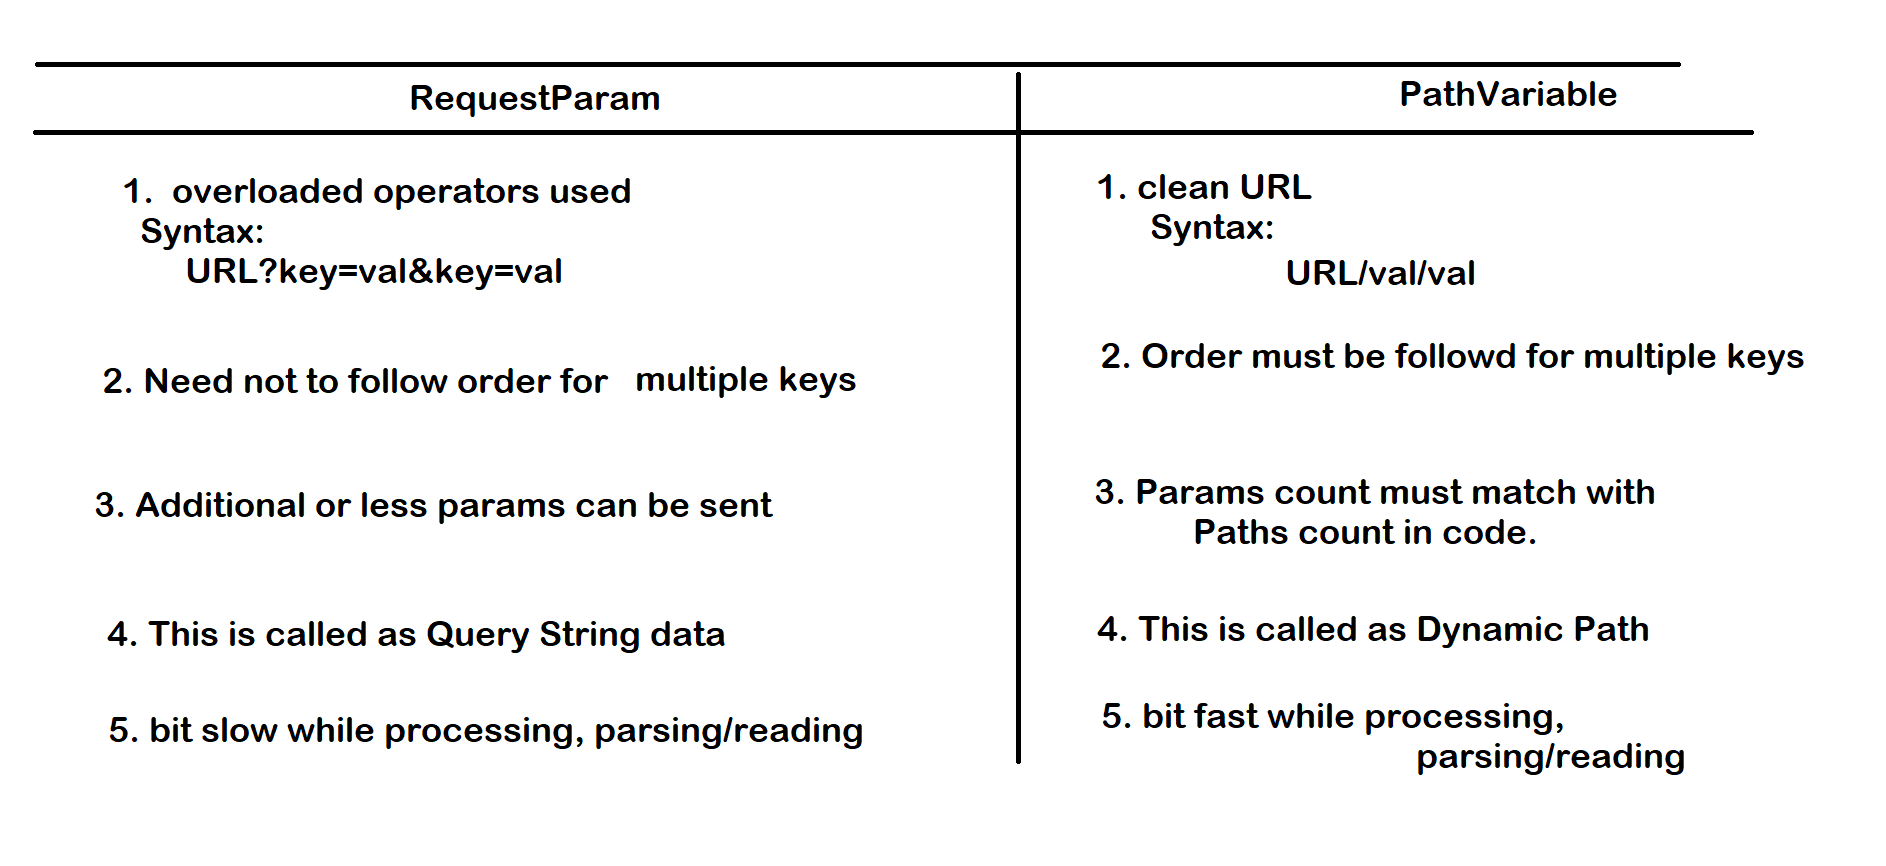 RequestParam
PathVariable
1. overloaded operators used
Syntax:
URL?key=val&key=val
2. Need not to follow order for multiple keys
3. Additional or less params can be sent
4. This is called as Query String data
5. bit slow while processing, parsing/reading
1. clean URL
Syntax:
URL/val/val
2. Order must be followd for multiple keys
3. Params count must match with
Paths count in code.
4. This is called as Dynamic Path
5. bit fast while processing,
parsing/reading